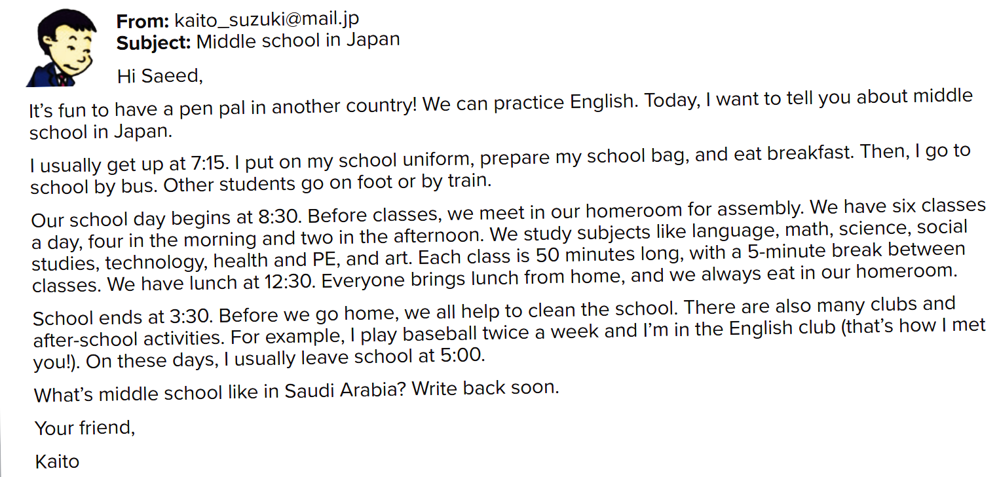 From: kaito_suzuki@mail.jp
Subject: Middle school in Japan
Hi Saeed,
It's fun to have a pen pal in another country! We can practice English. Today, I want to tell you about middle
school in Japan.
I usually get up at 7:15. I put on my school uniform, prepare my school bag, and eat breakfast. Then, I go to
school by bus. Other students go on foot or by train.
Our school day begins at 8:30. Before classes, we meet in our homeroom for assembly. We have six classes
a day, four in the morning and two in the afternoon. We study subjects like language, math, science, social
studies, technology, health and PE, and art. Each class is 50 minutes long, with a 5-minute break between
classes. We have lunch at 12:30. Everyone brings lunch from home, and we always eat in our homeroom.
School ends at 3:30. Before we go home, we all help to clean the school. There are also many clubs and
after-school activities. For example, I play baseball twice a week and I'm in the English club (that's how I met
you!). On these days, I usually leave school at 5:00.
What's middle school like in Saudi Arabia? Write back soon.
Your friend,
Kaito